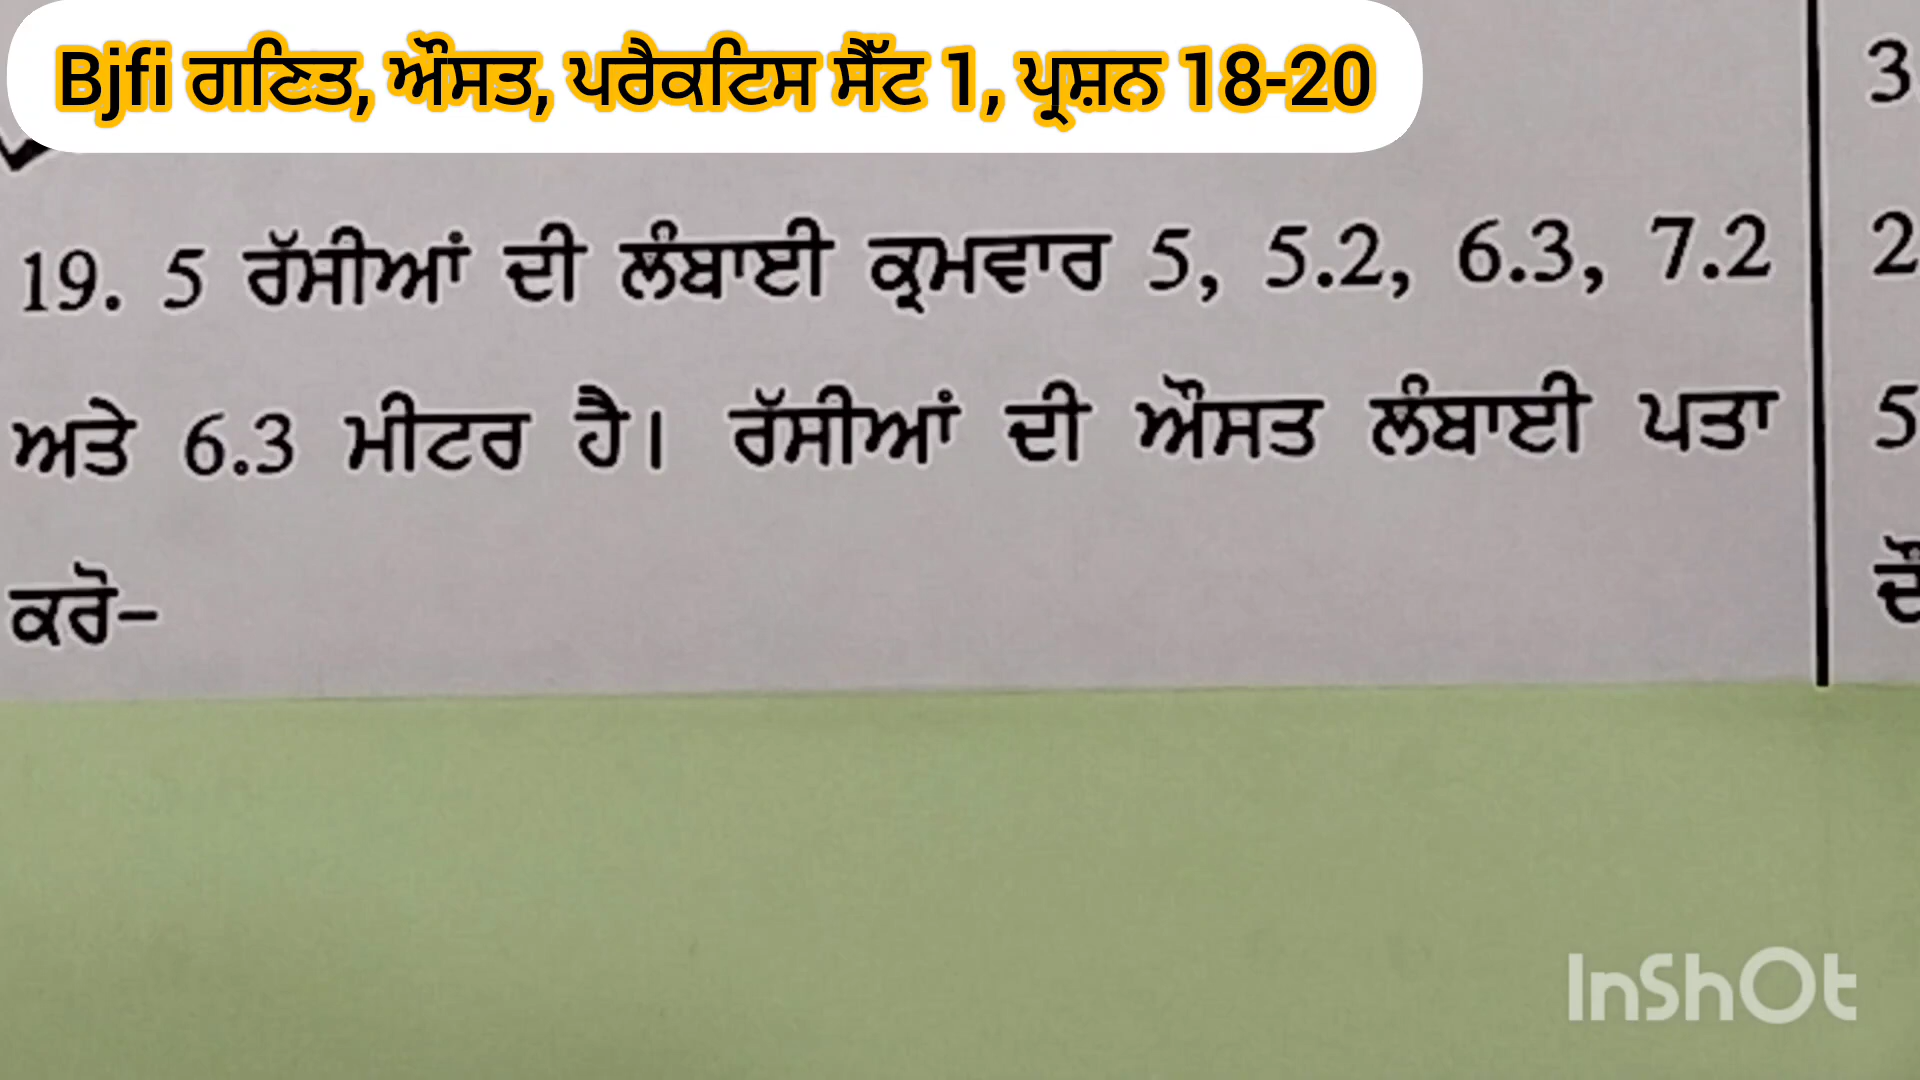 Bjfi ਗਣਿਤ, ਔਸਤ, ਪਰੈਕਟਿਸ ਸੈੱਟ 1, ਪ੍ਰਸ਼ਨ 18-20
19. 5 ਰੱਸੀਆਂ ਦੀ ਲੰਬਾਈ ਕ੍ਰਮਵਾਰ 5, 5.2, 6.3, 7.2
ਅਤੇ 6.3 ਮੀਟਰ ਹੈ। ਰੱਸੀਆਂ ਦੀ ਔਸਤ ਲੰਬਾਈ ਪਤਾ
ਕਰੋ-
3
2
5
InShOt